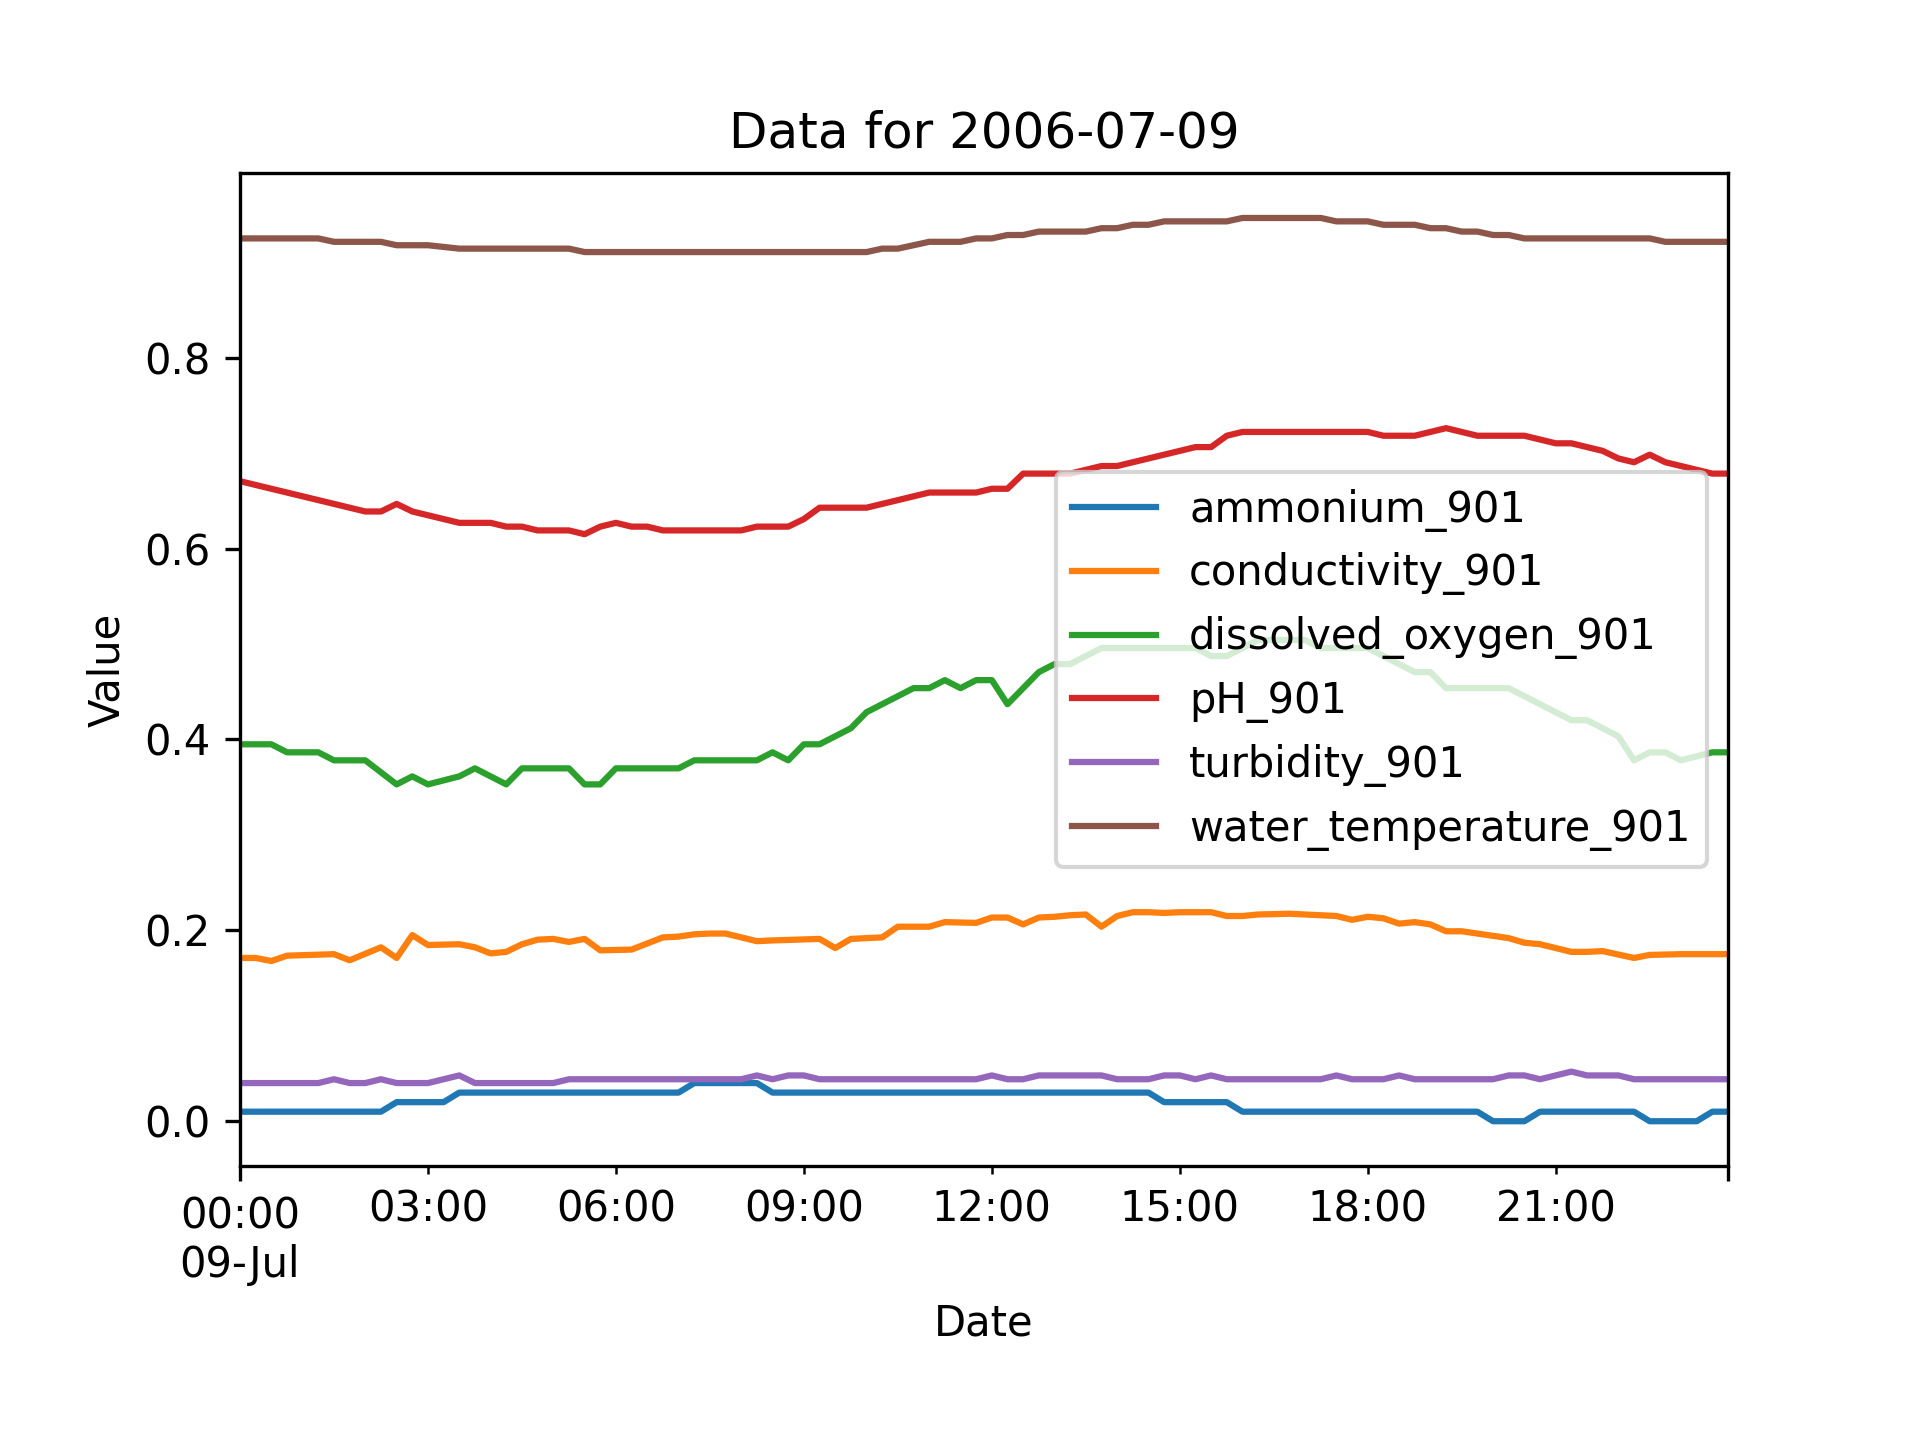 Data for 2006-07-09
Value
0.8
0.6
0.4
0.2
0.0
ammonium_901
conductivity_901
dissolved_oxygen_901
pH_901
turbidity_901
water_temperature_901
00:00 03:00 06:00 09:00 12:00 15:00 18:00 21:00
09-Jul
Date